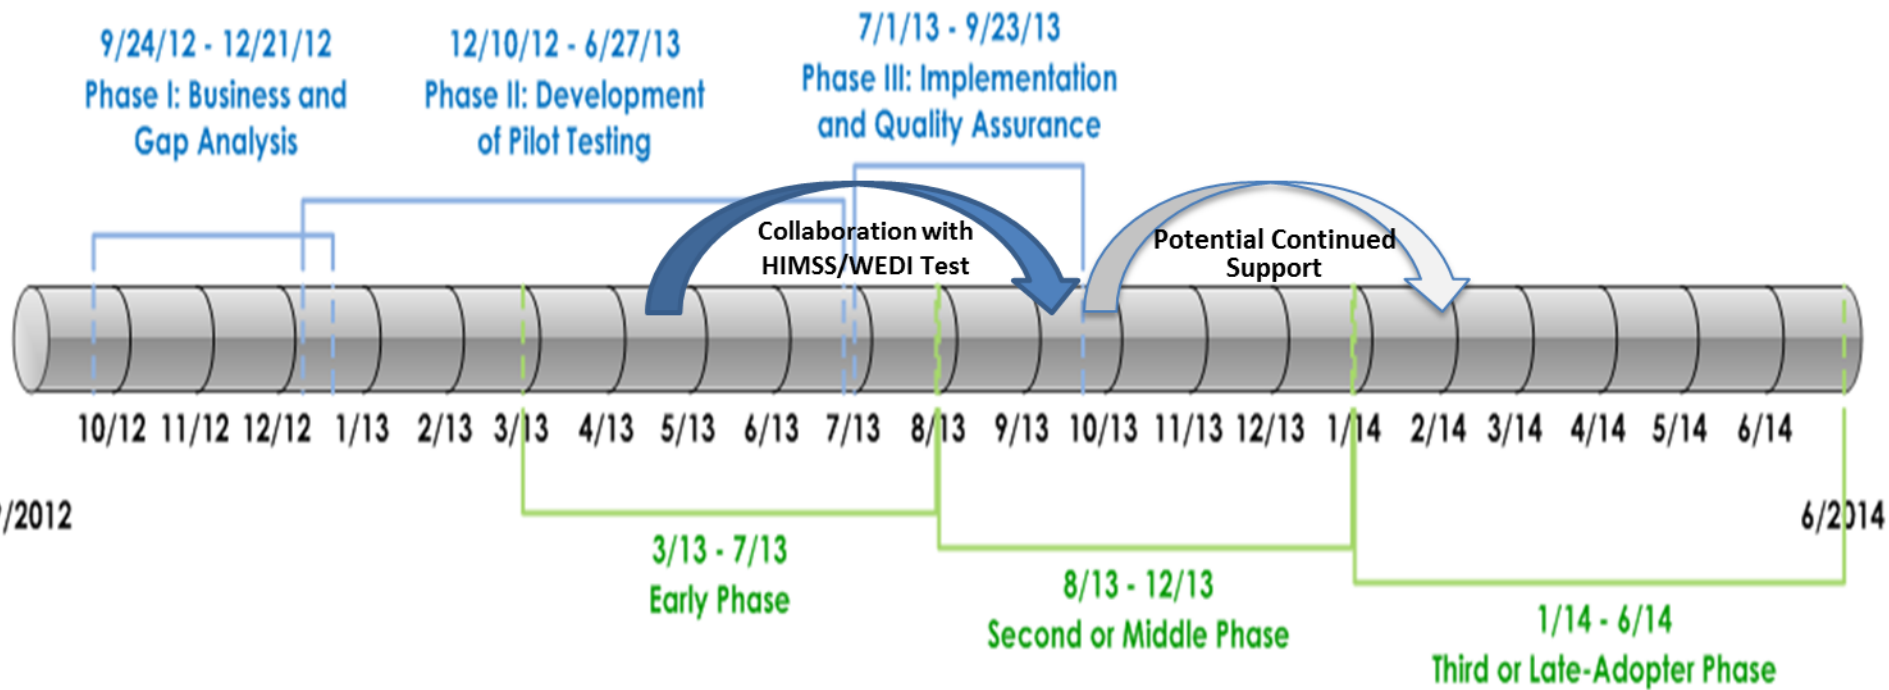 9/24/12 - 12/21/12
Phase I: Business and
Gap Analysis
12/10/12 - 6/27/13
Phase II: Development
of Pilot Testing
7/1/13 - 9/23/13
Phase III: Implementation
and Quality Assurance
Collaboration with
HIMSS/WEDI Test
Potential Continued
Support
10/12 11/12 12/12 1/13 2/13 3/13 4/13 5/13 6/13 7/13 8/13 9/13 10/13 11/13 12/13 1/14 2/14 3/14 4/14 5/14 6/14
/2012
6/2014
3/13 - 7/13
Early Phase
8/13 - 12/13
Second or Middle Phase
1/14 - 6/14
Third or Late-Adopter Phase